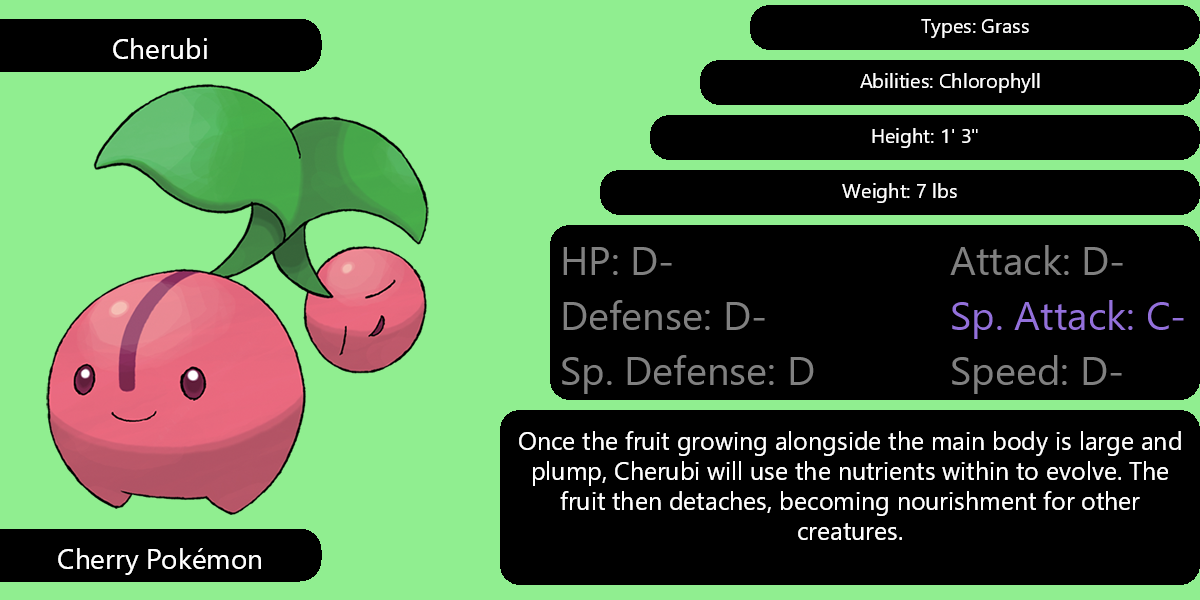 Cherubi
Cherry Pokémon
Types: Grass
Abilities: Chlorophyll
Height: 1' 3"
Weight: 7 lbs
HP: D-
Attack: D-
Defense: D-
Sp. Attack: C-
Sp. Defense: D
Speed: D-
Once the fruit growing alongside the main body is large and
plump, Cherubi will use the nutrients within to evolve. The
fruit then detaches, becoming nourishment for other
creatures.